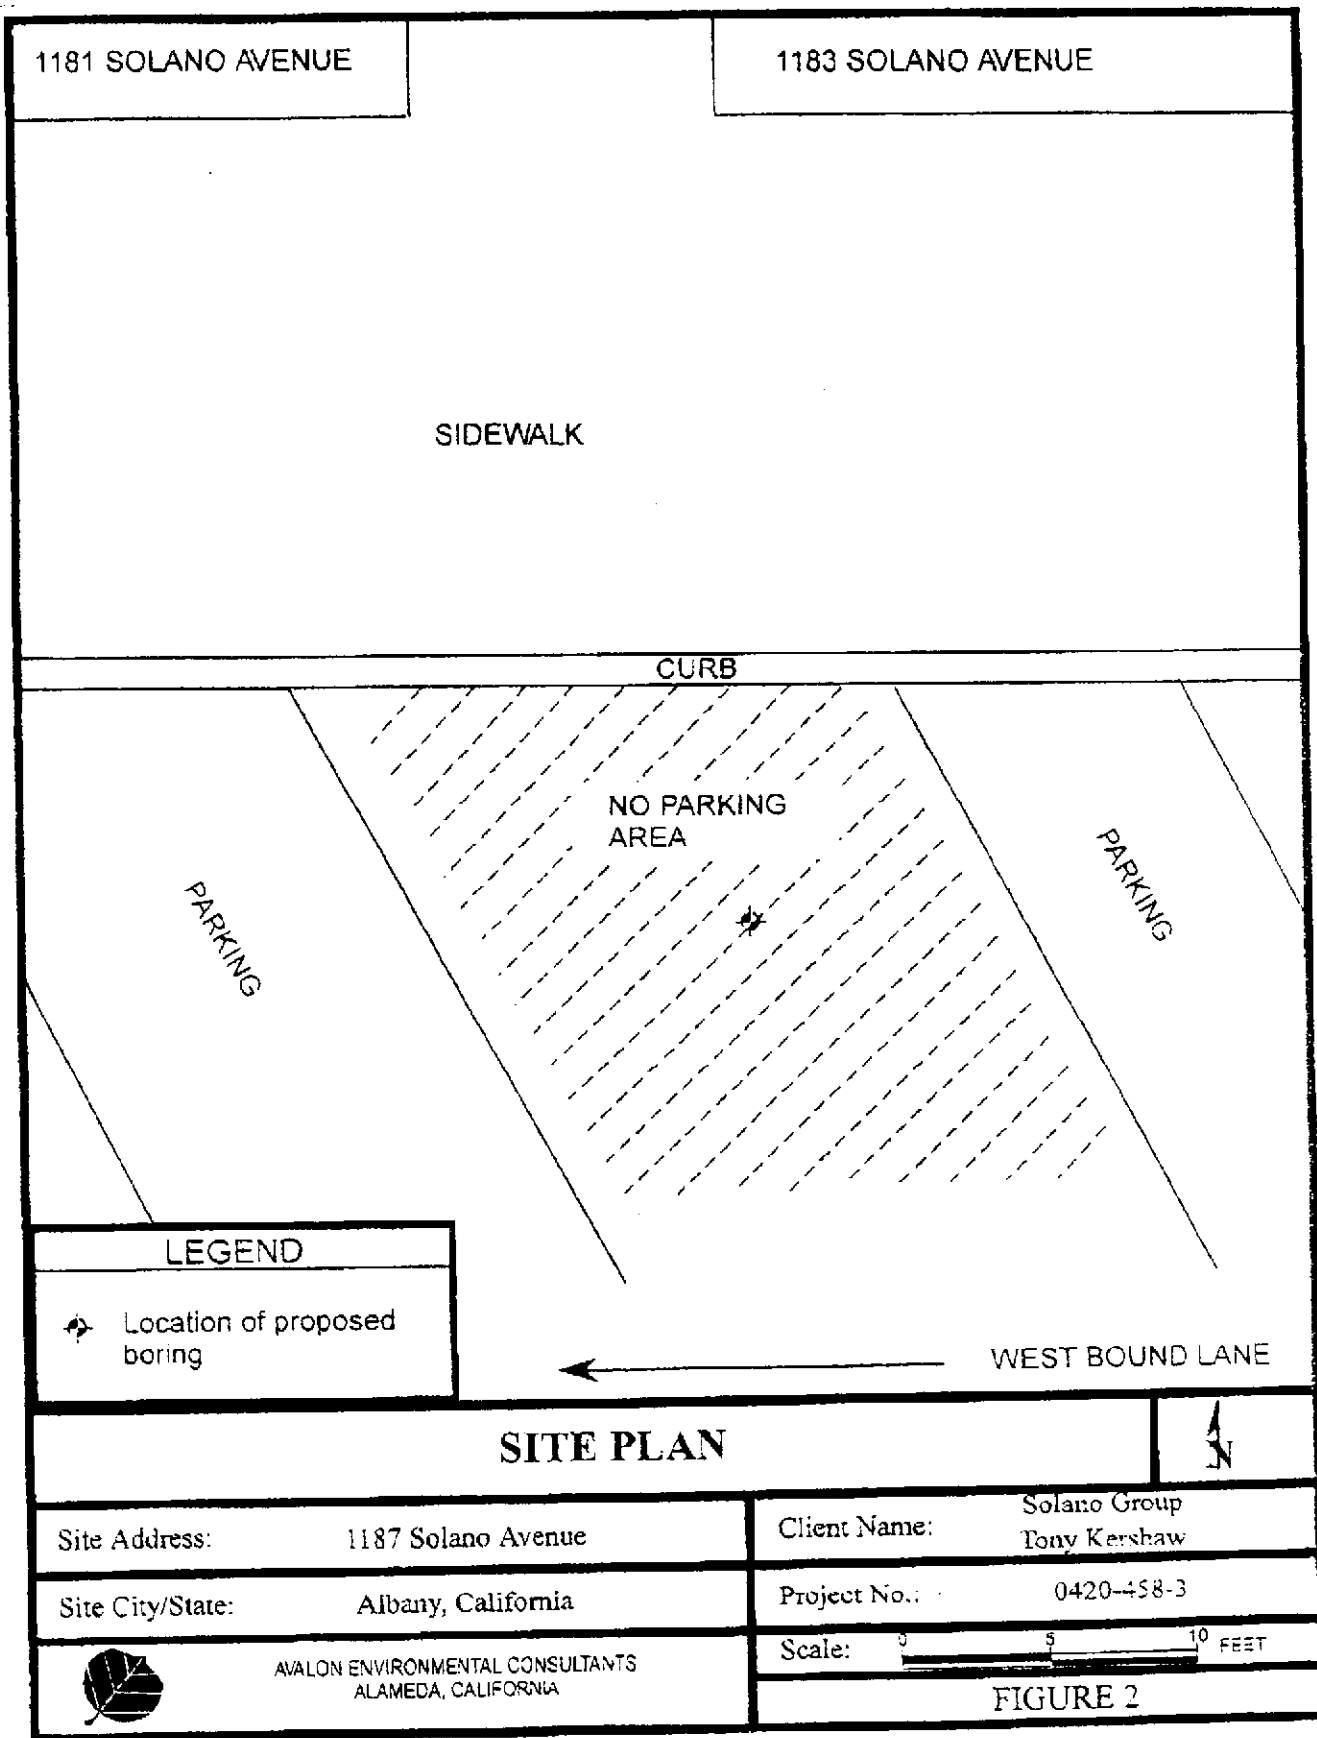 1181 SOLANO AVENUE
1183 SOLANO AVENUE
SIDEWALK
CURB
NO PARKING
AREA
PARKING
PARKING
LEGEND
Location of proposed
boring
WEST BOUND LANE
SITE PLAN
N
Site Address: 1187 Solano Avenue
Client Name: Solano Group
Tony Kershaw
Site City/State: Albany, California
Project No.: 0420-458-3
AVALON ENVIRONMENTAL CONSULTANTS
ALAMEDA, CALIFORNIA
Scale: 0 5 10 FEET
FIGURE 2